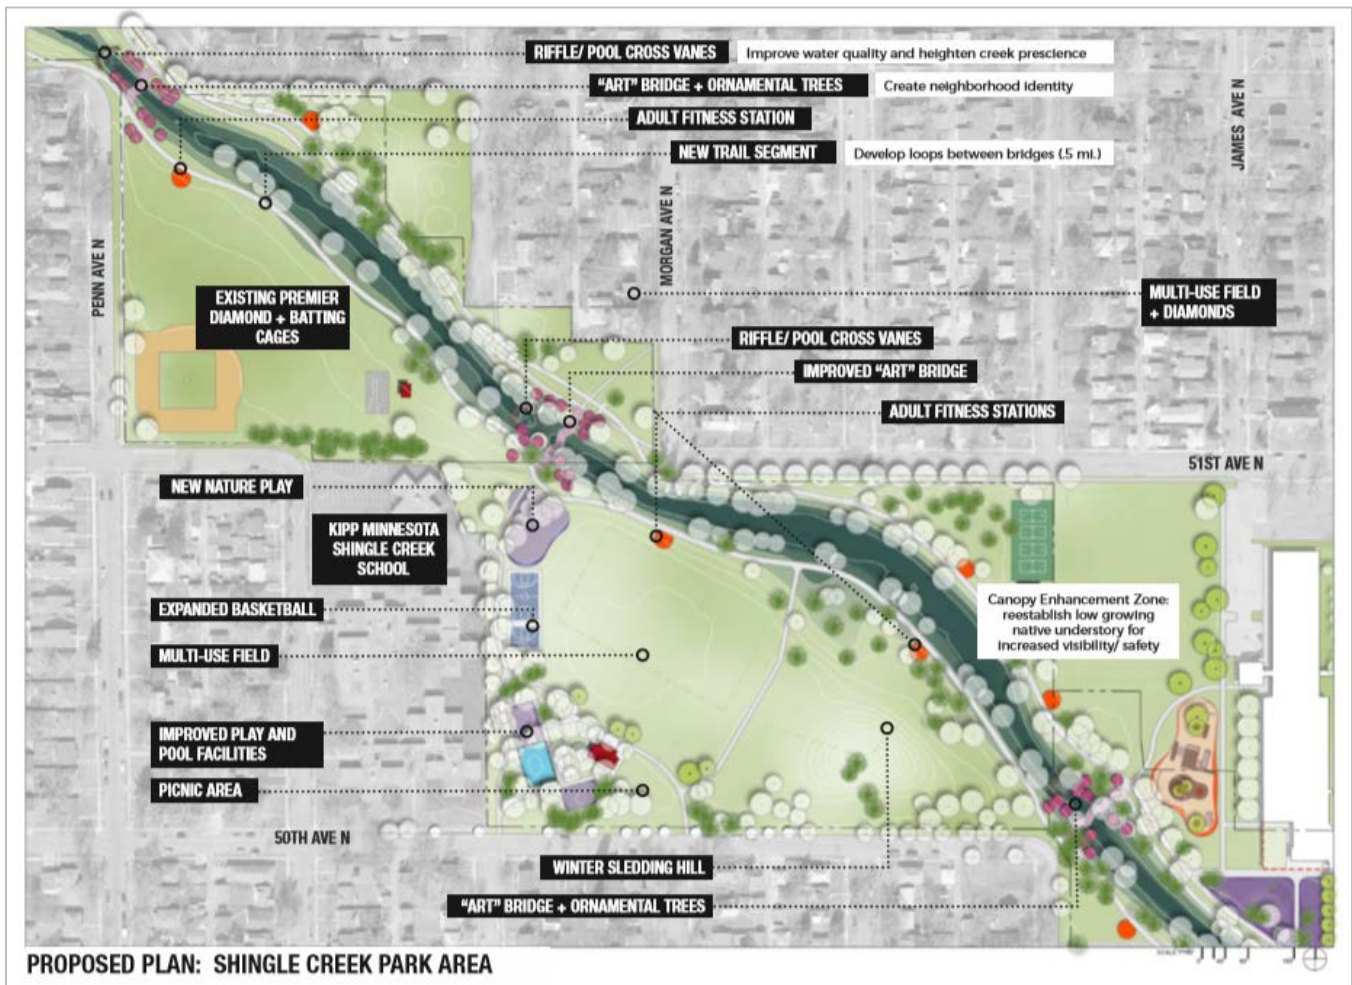 RIFFLE/ POOL CROSS VANES
Improve water quality and heighten creek prescience
"ART" BRIDGE + ORNAMENTAL TREES
Create neighborhood identity
ADULT FITNESS STATION
NEW TRAIL SEGMENT
Develop loops between bridges (.5 mi.)
JAMES AVE N
MORGAN AVE N
PENN AVE N
EXISTING PREMIER
DIAMOND + BATTING
CAGES
MULTI-USE FIELD
+ DIAMONDS
RIFFLE/ POOL CROSS VANES
IMPROVED "ART" BRIDGE
ADULT FITNESS STATIONS
51ST AVE N
NEW NATURE PLAY
KIPP MINNESOTA
SHINGLE CREEK
SCHOOL
EXPANDED BASKETBALL
MULTI-USE FIELD
Canopy Enhancement Zone:
reestablish low growing
native understory for
increased visibility/ safety
IMPROVED PLAY AND
POOL FACILITIES
PICNIC AREA
50TH AVE N
WINTER SLEDDING HILL
"ART" BRIDGE + ORNAMENTAL TREES
PROPOSED PLAN: SHINGLE CREEK PARK AREA